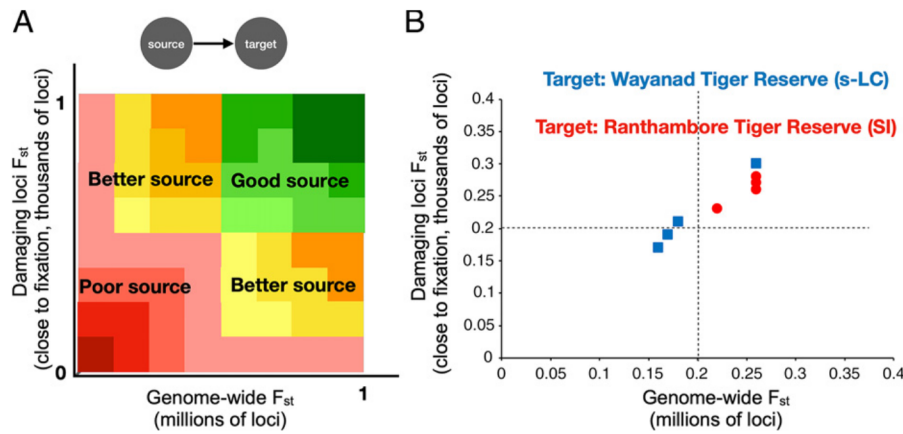 A
source
target
1
Better source
Good source
Poor source
Better source
0
1
Damaging loci Fst
(close to fixation, thousands of loci)
Genome-wide Fst
(millions of loci)
B
Target: Wayanad Tiger Reserve (s-LC)
Target: Ranthambore Tiger Reserve (SI)
0.4
0.35
0.3
0.25
0.2
0.15
0.1
0.05
0
0
0.1
0.15
0.2
0.25
0.3
0.35
0.4
Damaging loci Fst
(close to fixation, thousands of loci)
Genome-wide Fst
(millions of loci)